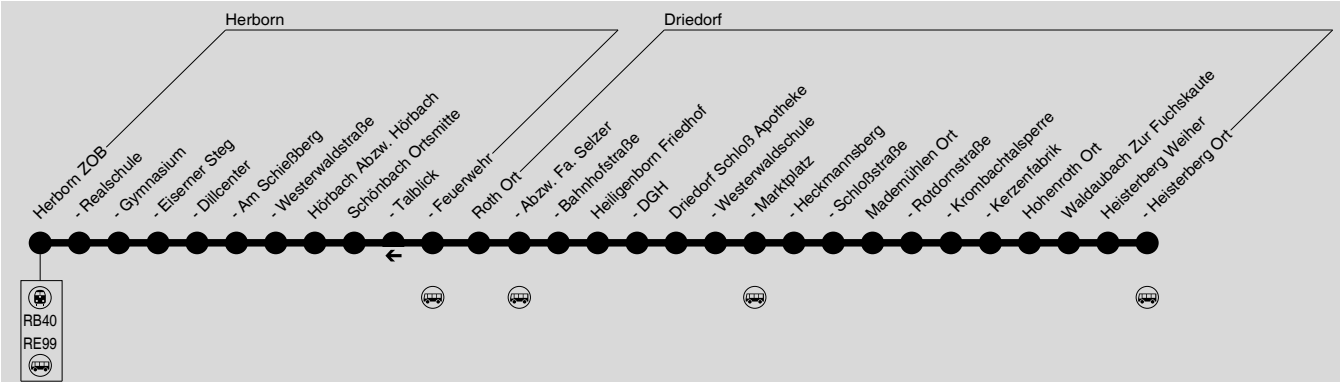 Herborn
Driedorf
Herborn ZOB
- Realschule
- Gymnasium
- Eiserner Steg
- Dillcenter
- Am Schießberg
- Westerwaldstraße
Hörbach Abzw. Hörbach
Schönbach Ortsmitte
- Talblick
- Feuerwehr
Roth Ort
- Abzw. Fa. Selzer
- Bahnhofstraße
Heiligenborn Friedhof
- DGH
Driedorf Schloß Apotheke
- Westerwaldschule
- Marktplatz
- Heckmannsberg
- Schloßstraße
Mademühlen Ort
- Rotdornstraße
- Krombachtalsperre
- Kerzenfabrik
Hohenroth Ort
Waldaubach Zur Fuchskaute
Heisterberg Weiher
- Heisterberg Ort
RB40
RE99